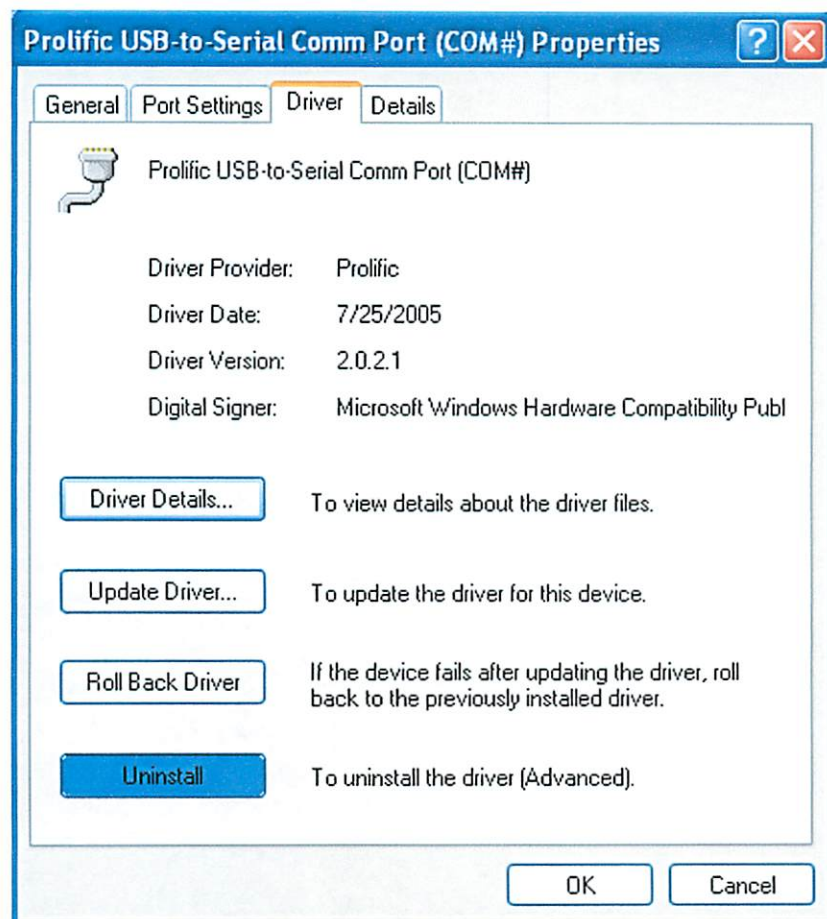 Prolific USB-to-Serial Comm Port (COM#) Properties
General Port Settings Driver Details
Prolific USB-to-Serial Comm Port (COM#)
Driver Provider: Prolific
Driver Date: 7/25/2005
Driver Version: 2.0.2.1
Digital Signer: Microsoft Windows Hardware Compatibility Publ
Driver Details... To view details about the driver files.
Update Driver... To update the driver for this device.
Roll Back Driver If the device fails after updating the driver, roll
back to the previously installed driver.
Uninstall To uninstall the driver (Advanced).
OK Cancel